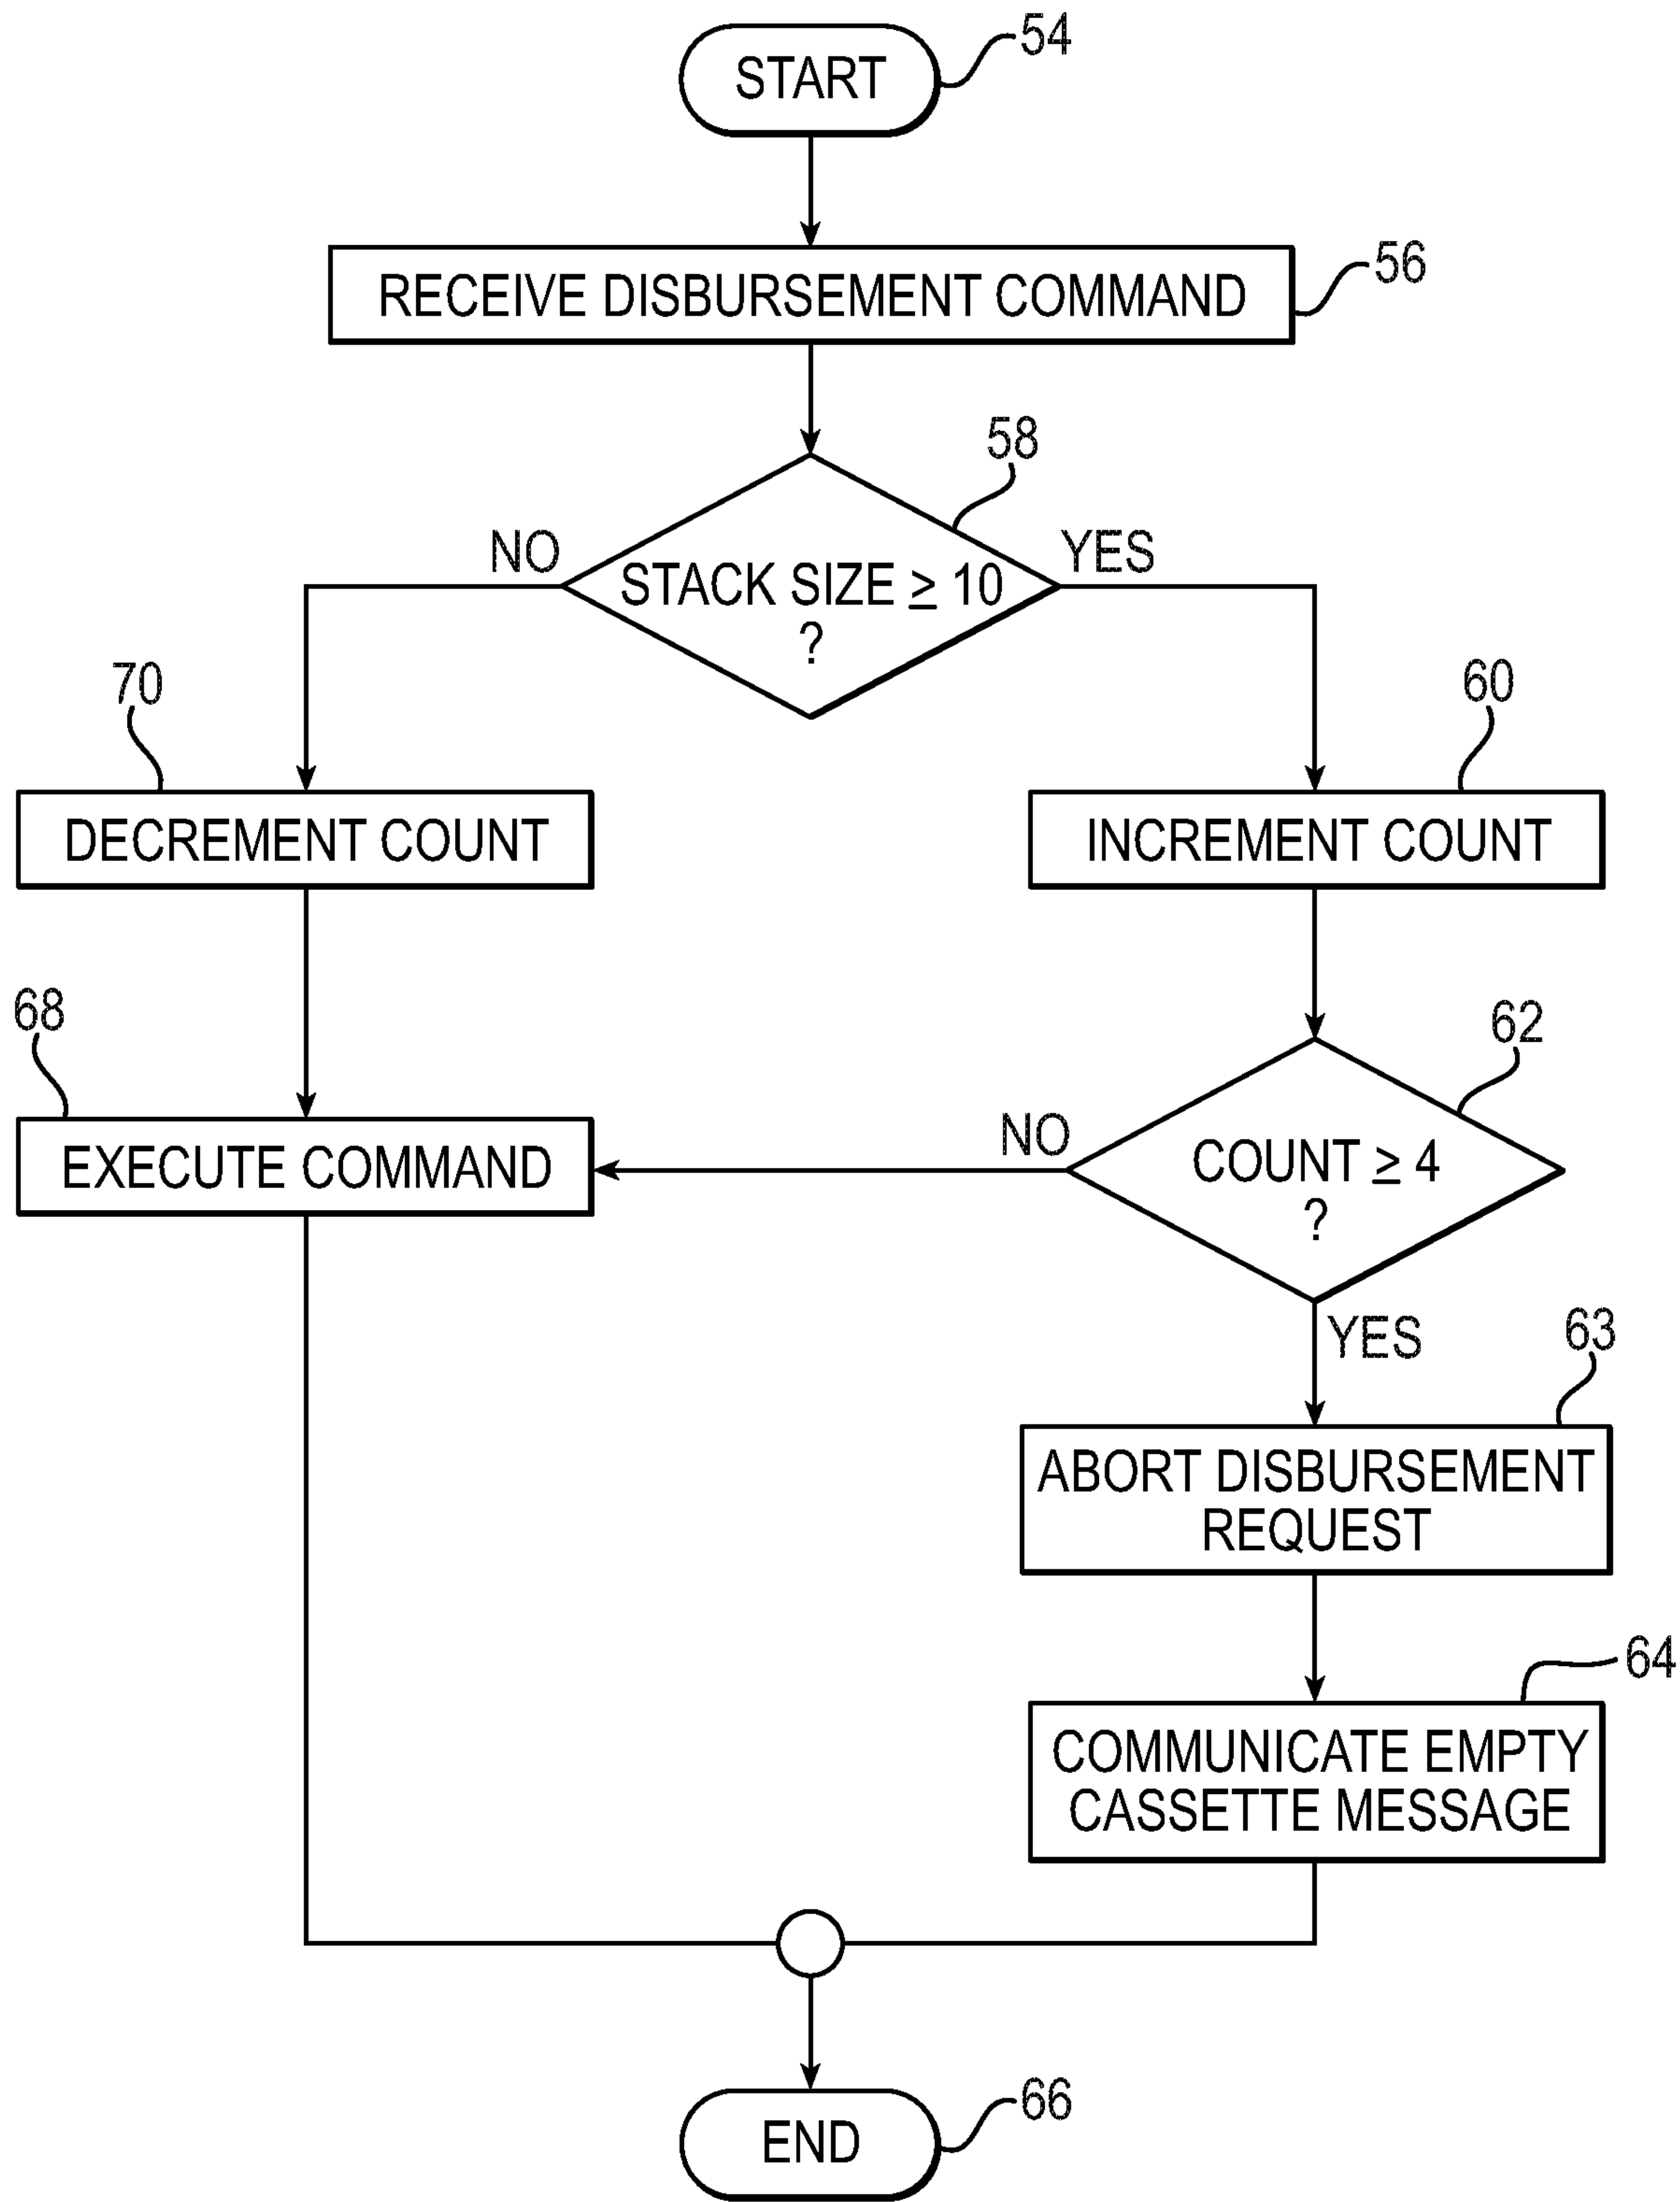 START
54
RECEIVE DISBURSEMENT COMMAND
56
58
NO
YES
STACK SIZE ≥ 10
?
70
60
DECREMENT COUNT
INCREMENT COUNT
68
62
EXECUTE COMMAND
NO
COUNT ≥ 4
?
YES
63
ABORT DISBURSEMENT
REQUEST
64
COMMUNICATE EMPTY
CASSETTE MESSAGE
END
66